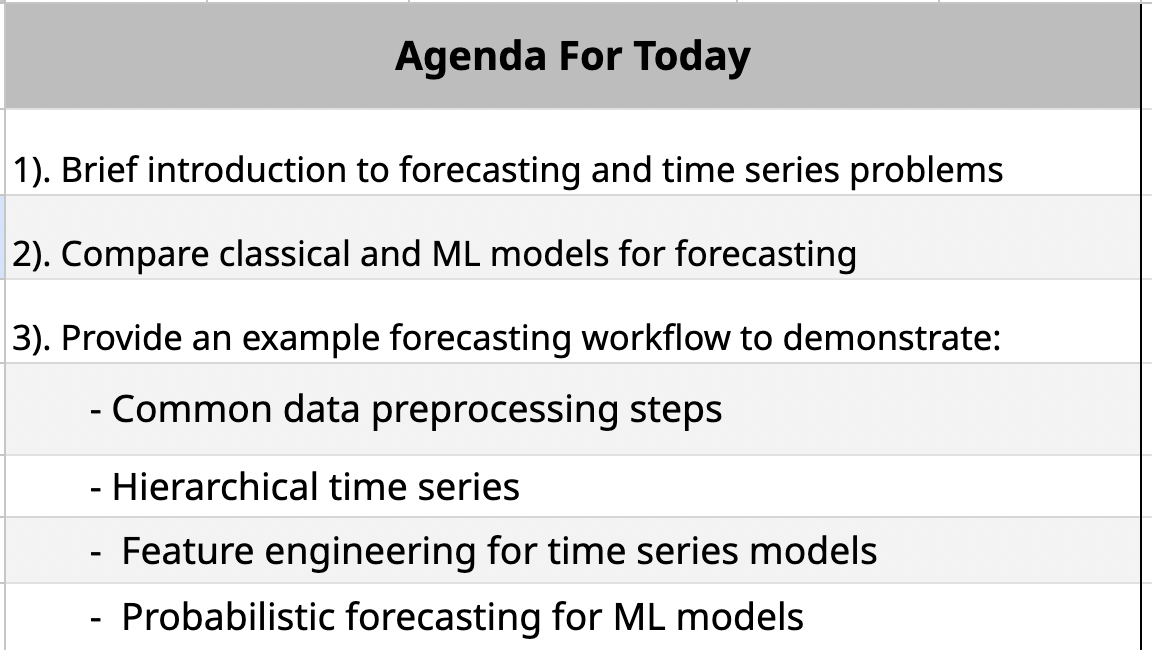 Agenda For Today
1). Brief introduction to forecasting and time series problems
2). Compare classical and ML models for forecasting
3). Provide an example forecasting workflow to demonstrate:
- Common data preprocessing steps
- Hierarchical time series
- Feature engineering for time series models
- Probabilistic forecasting for ML models